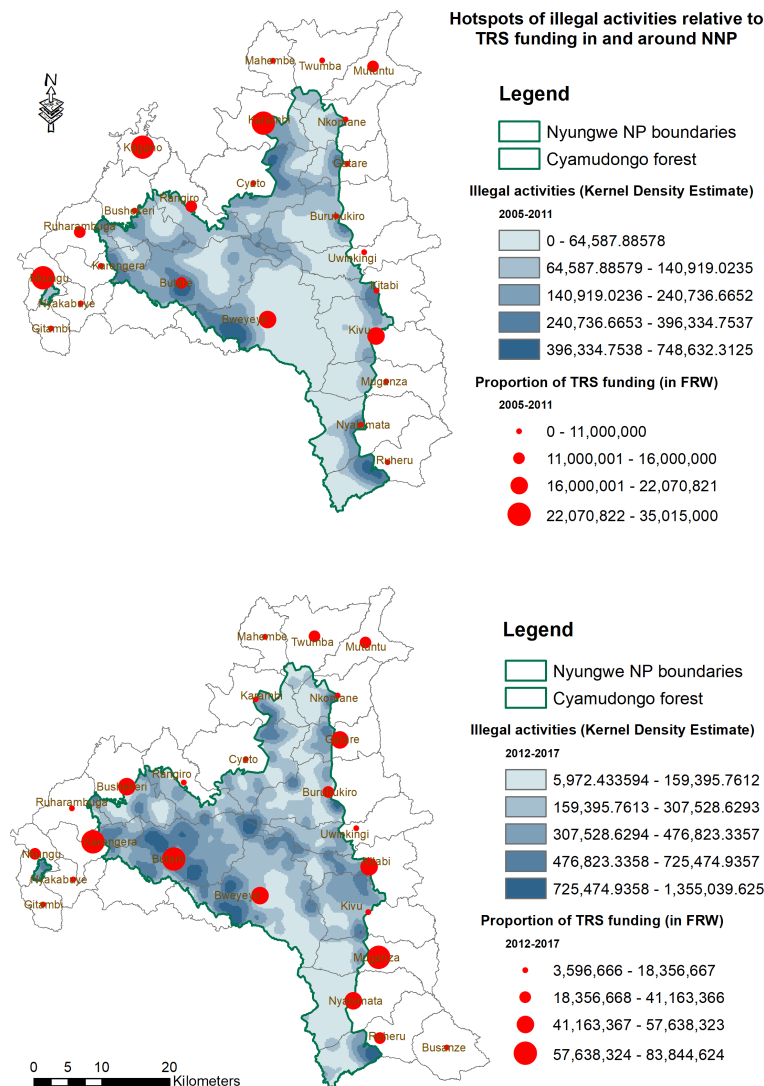 Hotspots of illegal activities relative to
TRS funding in and around NNP
N
Mahembe
Twumba
Mutuntu
Karambi
Nkomane
Kagano
Gatare
Cyato
Rangiro
Bushekeri
Burunukiro
Ruharambuga
Uwinkingi
Karengera
Nkungu
Butare
Kitabi
Nyakabuye
Bweyeye
Gitambi
Kivu
Muganza
Nyabimata
Ruheru
Legend
Nyungwe NP boundaries
Cyamudongo forest
Illegal activities (Kernel Density Estimate)
2005-2011
0 - 64,587.88578
64,587.88579 - 140,919.0235
140,919.0236 - 240,736.6652
240,736.6653 - 396,334.7537
396,334.7538 - 748,632.3125
Proportion of TRS funding (in FRW)
2005-2011
0 - 11,000,000
11,000,001 - 16,000,000
16,000,001 - 22,070,821
22,070,822 - 35,015,000
Mahembe
Twumba
Mutuntu
Karambi
Nkomane
Gatare
Cyato
Rangiro
Bushekeri
Burunukiro
Ruharambuga
Uwinkingi
Karengera
Nkungu
Butare
Kitabi
Nyakabuye
Bweyeye
Gitambi
Kivu
Muganza
Nyabimata
Ruheru
Busanze
Legend
Nyungwe NP boundaries
Cyamudongo forest
Illegal activities (Kernel Density Estimate)
2012-2017
5,972.433594 - 159,395.7612
159,395.7613 - 307,528.6293
307,528.6294 - 476,823.3357
476,823.3358 - 725,474.9357
725,474.9358 - 1,355,039.625
Proportion of TRS funding (in FRW)
2012-2017
3,596,666 - 18,356,667
18,356,668 - 41,163,366
41,163,367 - 57,638,323
57,638,324 - 83,844,624
0 5 10 20
Kilometers